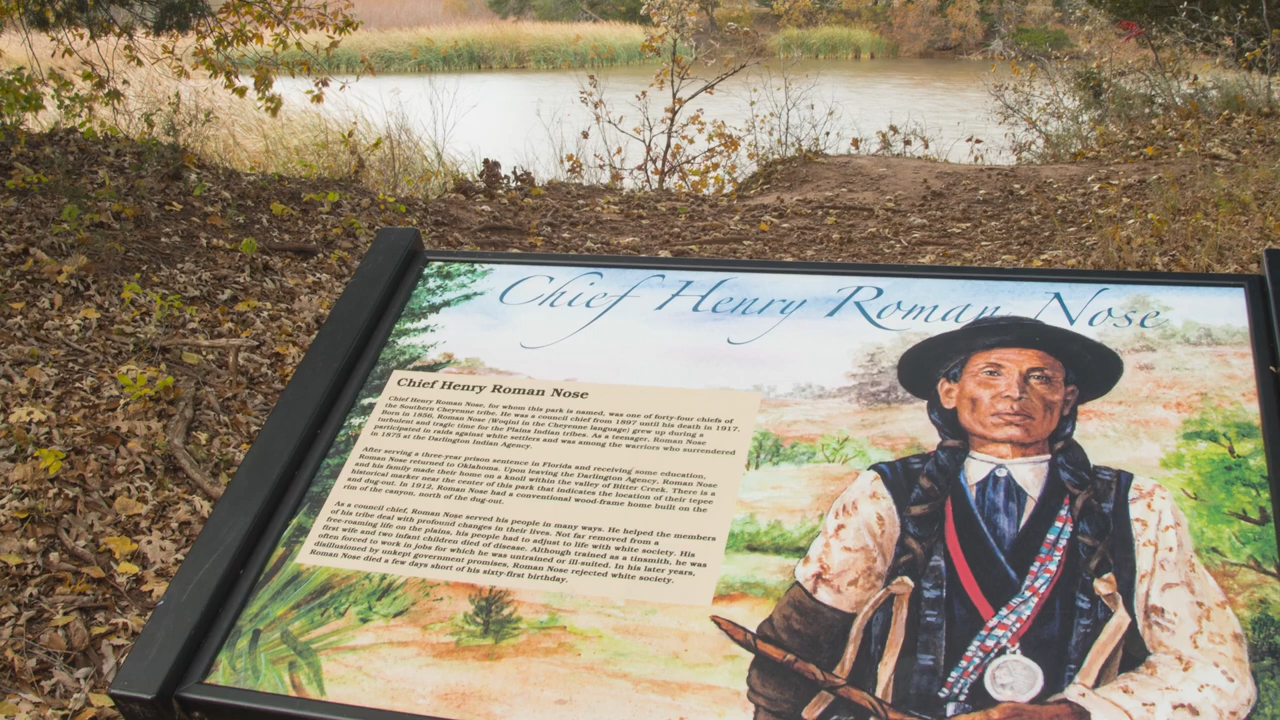 Chief Henry Roman Nose
Chief Henry Roman Nose
Chief Henry Roman Nose, for whom this park is named, was one of forty-four chiefs of
the Southern Cheyenne tribe. He was a council chief from 1897 until his death in 1917.
Born in 1856, Roman Nose (Woqini in the Cheyenne language) grew up during a
turbulent and tragic time for the Plains Indian tribes. As a teenager, Roman Nose
participated in raids against white settlers and was among the warriors who surrendered
in 1875 at the Darlington Indian Agency.
After serving a three-year prison sentence in Florida and receiving some education,
Roman Nose returned to Oklahoma. Upon leaving the Darlington Agency, Roman Nose
and his family made their home on a knoll within the valley of Bitter Creek. There is a
historical marker near the center of this park that indicates the location of their tepee
and dug-out. In 1912, Roman Nose had a conventional wood-frame home built on the
rim of the canyon, north of the dug-out.
As a council chief, Roman Nose served his people in many ways. He helped the members
of his tribe deal with profound changes in their lives. Not far removed from a
free-roaming life on the plains, his people had to adjust to life with white society. His
first wife and two infant children died of disease. Although trained as a tinsmith, he was
often forced to work in jobs for which he was untrained or ill-suited. In his later years,
disillusioned by unkept government promises, Roman Nose rejected white society.
Roman Nose died a few days short of his sixty-first birthday.